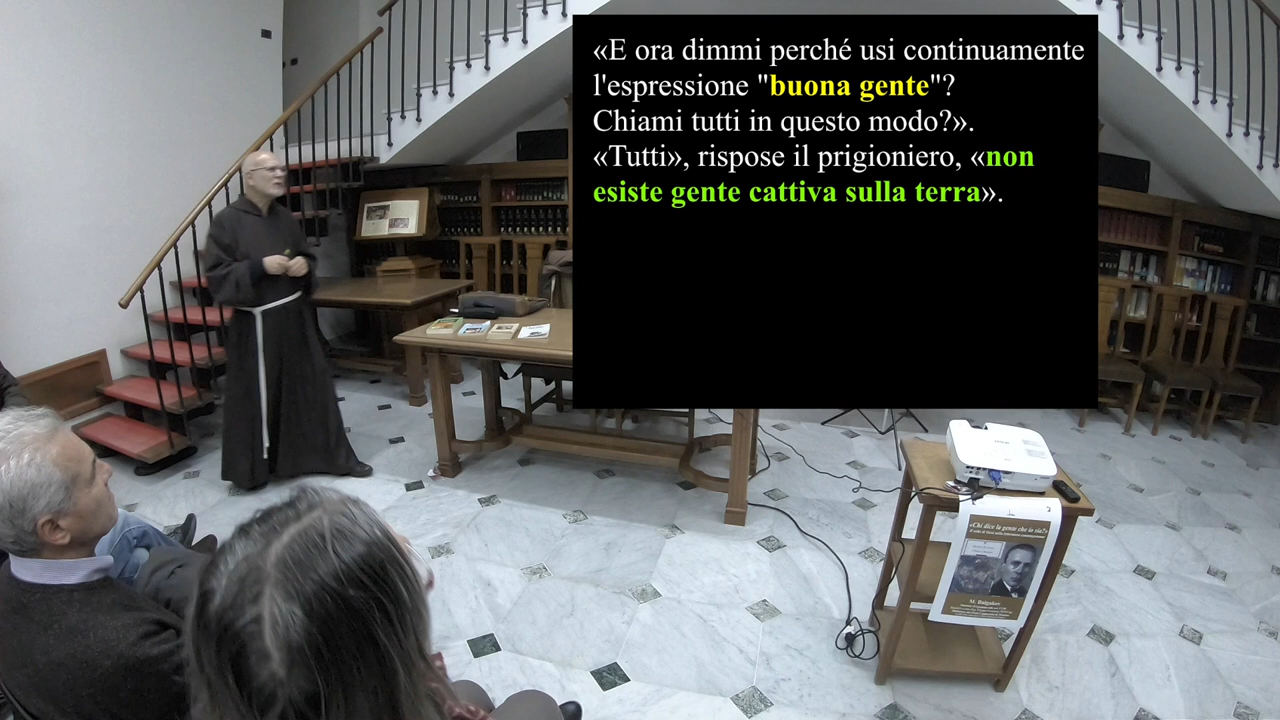 «E ora dimmi perché usi continuamente
l'espressione "buona gente"?
Chiami tutti in questo modo?».
«Tutti», rispose il prigioniero, «non
esiste gente cattiva sulla terra».
«Chi dice la gente che io sia?»
M. Bulgakov